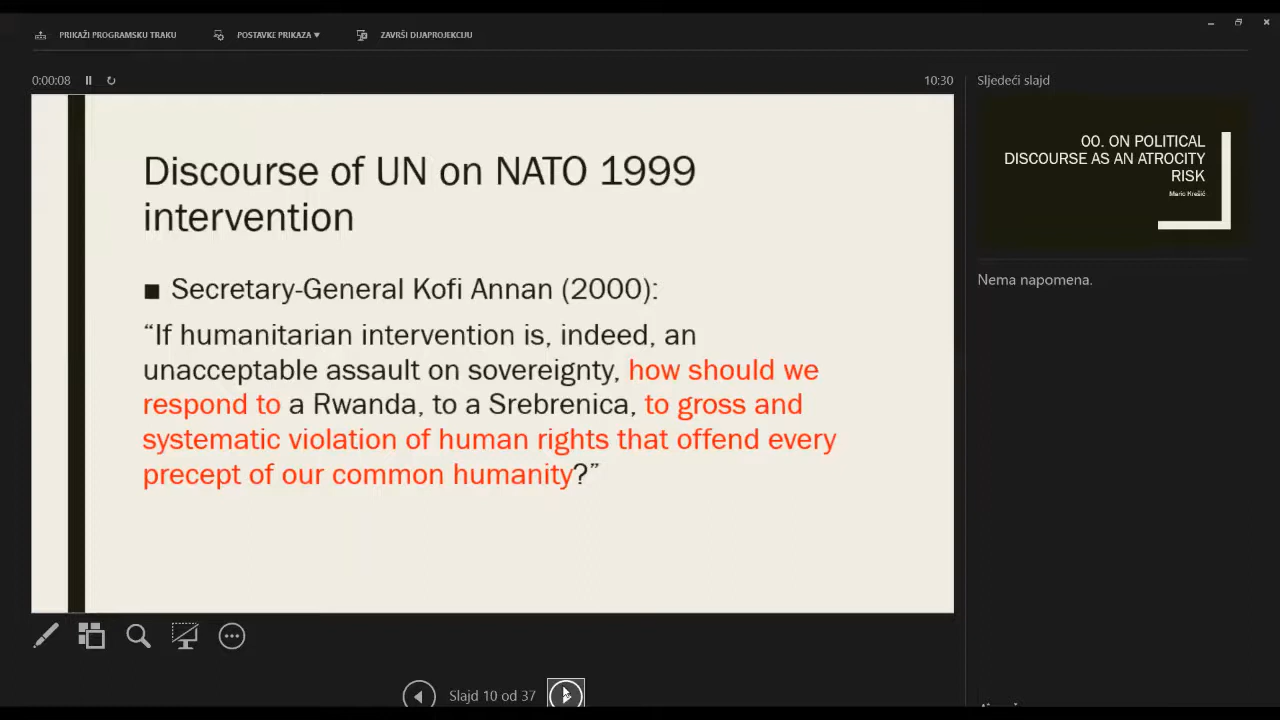 PRIKAŽI PROGRAMSKU TRAKU
POSTAVKE PRIKAZA ▼
ZAVRŠI DIJAPROJEKCIJU
0:00:08
10:30
Discourse of UN on NATO 1999
intervention
■ Secretary-General Kofi Annan (2000):
“If humanitarian intervention is, indeed, an
unacceptable assault on sovereignty, how should we
respond to a Rwanda, to a Srebrenica, to gross and
systematic violation of human rights that offend every
precept of our common humanity?”
Slajd 10 od 37
Sljedeći slajd
00. ON POLITICAL
DISCOURSE AS AN ATROCITY
RISK
Mario Krešić
Nema napomena.